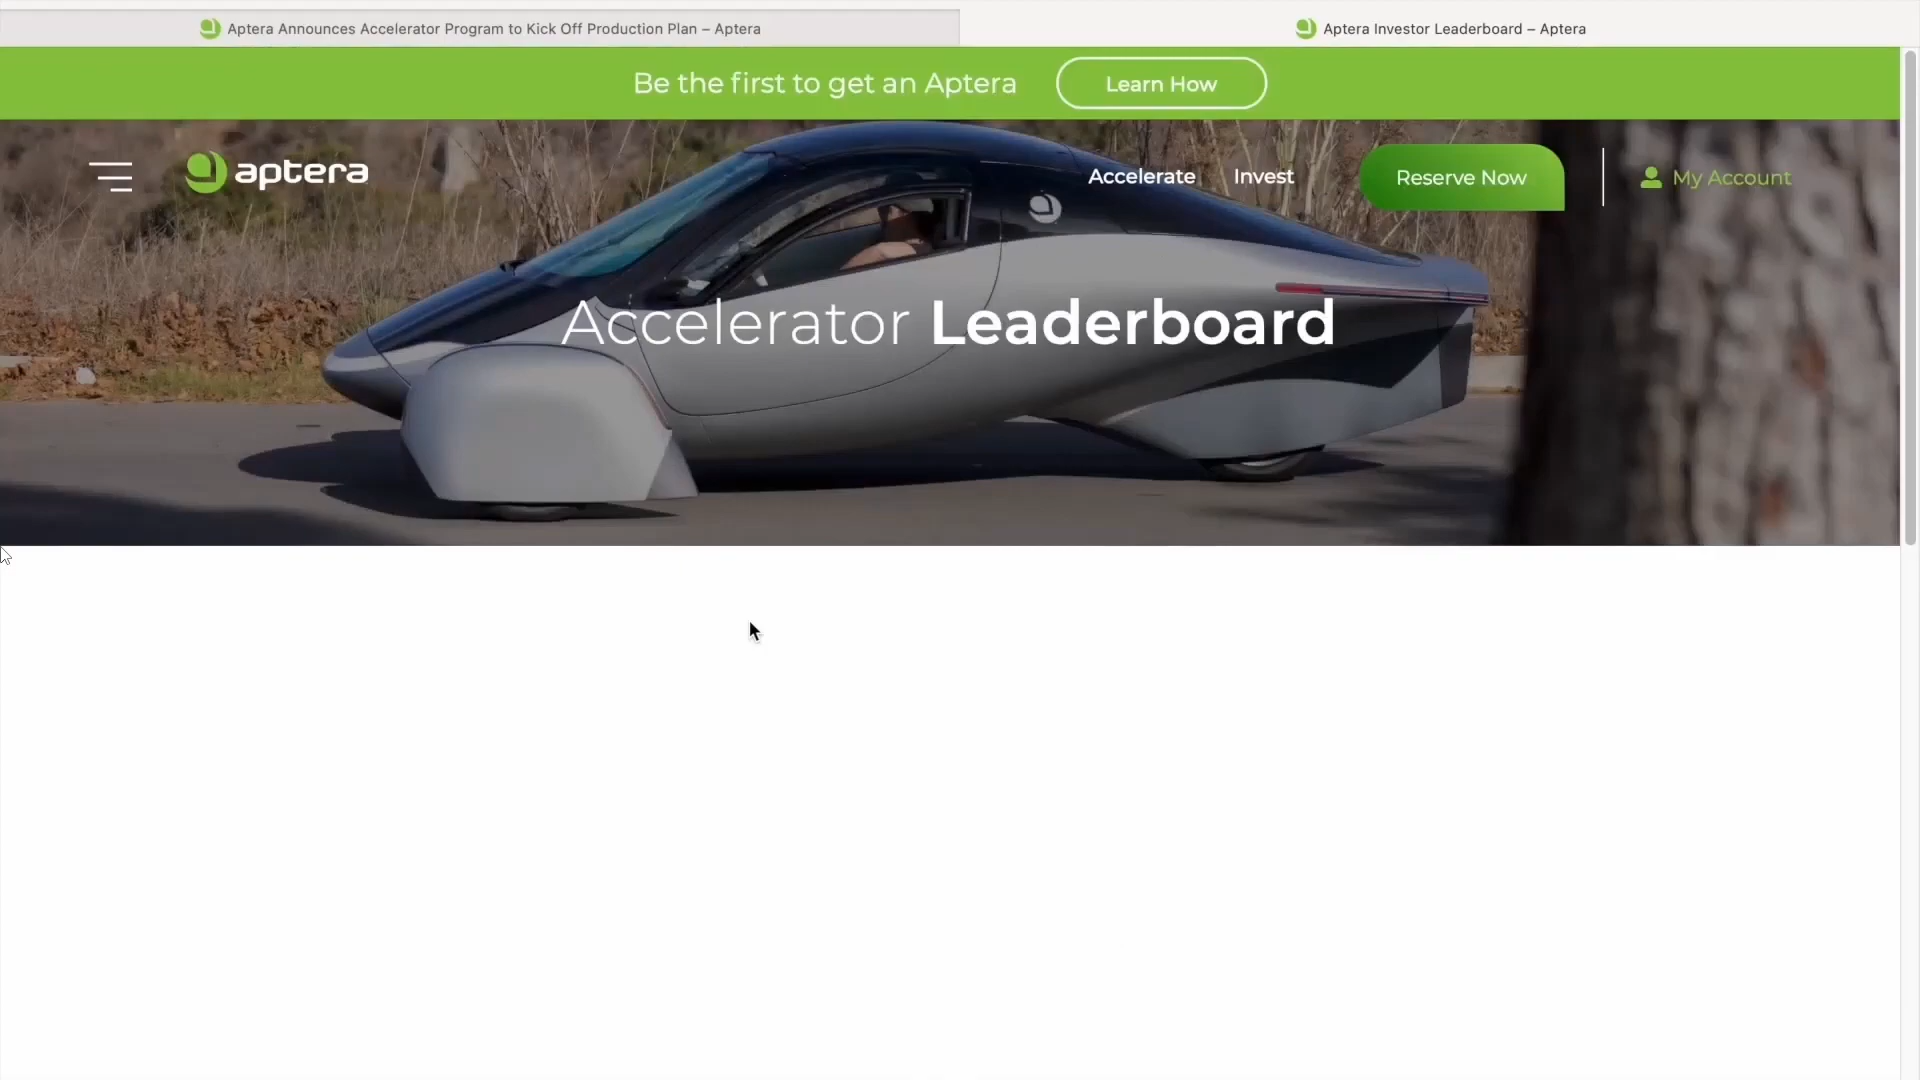 Aptera Announces Accelerator Program to Kick Off Production Plan – Aptera
Aptera Investor Leaderboard – Aptera
Be the first to get an Aptera
Learn How
aptera
Accelerate
Invest
Reserve Now
My Account
Accelerator Leaderboard